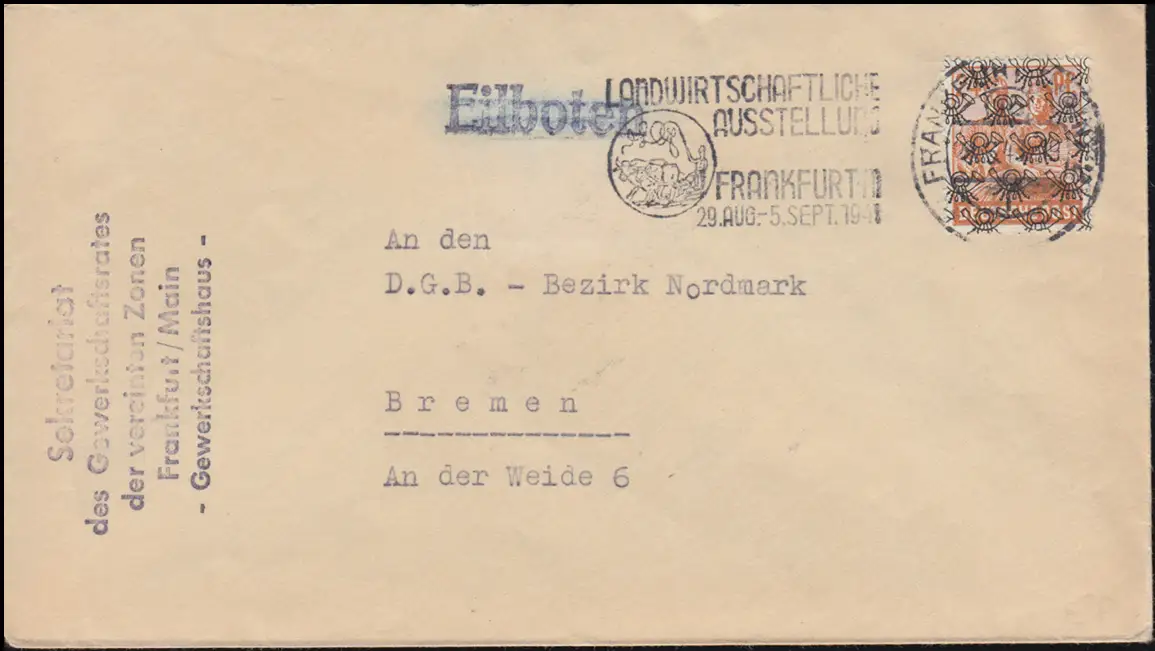 Eilboten
LANDWIRTSCHAFTLICHE
AUSSTELLUNG
FRANKFURT-M
29.AUG.-5.SEPT.194
An den
D.G.B. - Bezirk Nordmark
Bremen
An der Weide 6
Sekretariat
des Gewerkschaftsrates
der vereinten Zonen
Frankfurt/Main
- Gewerkschaftshaus -